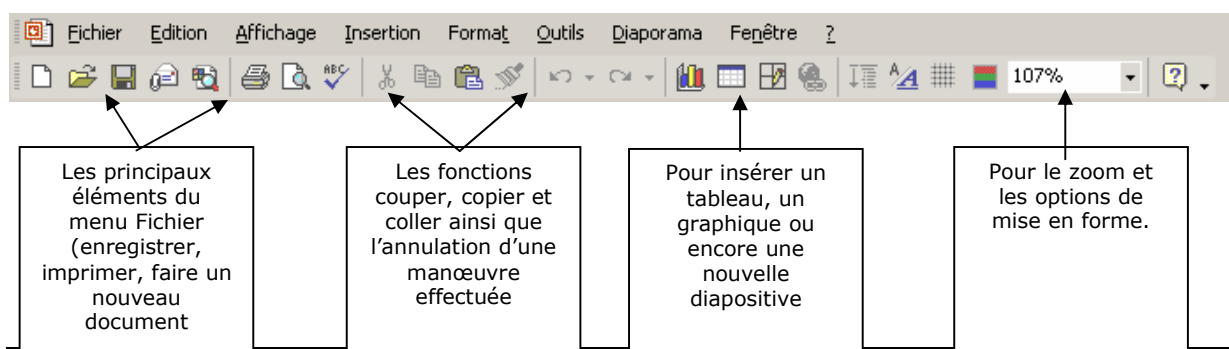 Fichier Edition Affichage Insertion Format Outils Diaporama Fenêtre ?
ABC A A 107% ?
Les principaux
éléments du
menu Fichier
(enregistrer,
imprimer, faire un
nouveau
document
Les fonctions
couper, copier et
coller ainsi que
l’annulation d’une
manœuvre
effectuée
Pour insérer un
tableau, un
graphique ou
encore une
nouvelle
diapositive
Pour le zoom et
les options de
mise en forme.